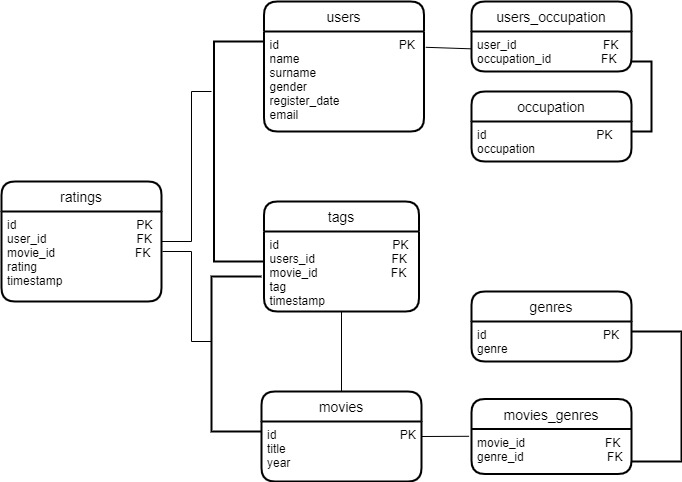 users
id PK
name
surname
gender
register_date
email
users_occupation
user_id FK
occupation_id FK
occupation
id PK
occupation
ratings
id PK
user_id FK
movie_id FK
rating
timestamp
tags
id PK
users_id FK
movie_id FK
tag
timestamp
genres
id PK
genre
movies
id PK
title
year
movies_genres
movie_id FK
genre_id FK